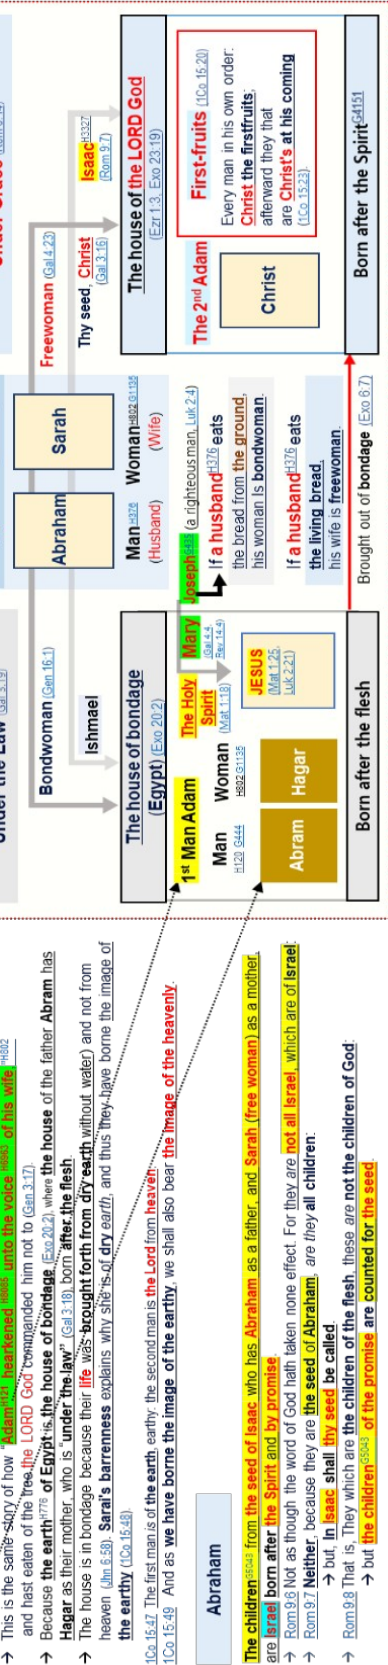 → This is the same story of how "Adam H121 hearkened H8085 unto the voice H6963 of his wife, "H802
and hast eaten of the tree, the LORD God commanded him not to (Gen 3:17).
→ Because the earth H776 of Egypt is the house of bondage (Exo 20:2), where the house of the father Abram has
Hagar as their mother, who is "under the law" (Gal 3:18), born after the flesh.
→ The house is in bondage because their life was brought forth from dry earth without water) and not from
heaven (Jhn 6:58). Sarai's barrenness explains why she is of dry earth, and thus they have borne the image of
the earthy (1Co 15:48).
1Co 15:47 The first man is of the earth, earthy: the second man is the Lord from heaven.
1Co 15:49 And as we have borne the image of the earthy, we shall also bear the image of the heavenly.
Abraham
The children G5043 from the seed of Isaac who has Abraham as a father, and Sarah (free woman) as a mother,
are Israel born after the Spirit and by promise.
→ Rom 9:6 Not as though the word of God hath taken none effect. For they are not all Israel, which are of Israel:
→ Rom 9:7 Neither, because they are the seed of Abraham, are they all children:
→ but, In Isaac shall thy seed be called.
→ Rom 9:8 That is, They which are the children of the flesh, these are not the children of God:
→ but the children G5043 of the promise are counted for the seed.
Under the Law (Gal 3:19)
Bondwoman (Gen 16:1)
Ishmael
Abraham
Sarah
Man H376
(Husband)
Woman H802 G1135
(Wife)
Freewoman (Gal 4:23)
Thy seed, Christ
(Gal 3:16)
Isaac H3327
(Rom 9:7)
The house of bondage
(Egypt) (Exo 20:2)
1st Man Adam
Man
H120 G444
Woman
H802 G1135
Abram
Hagar
The Holy
Spirit
(Mat 1:18)
Mary
(Gal 4:4,
Rev 14:4)
Joseph G435 (a righteous man, Luk 2:4)
JESUS
(Mat 1:25,
Luk 2:21)
Born after the flesh
If a husband H376 eats
the bread from the ground,
his woman Is bondwoman.
If a husband H376 eats
the living bread,
his wife is freewoman.
Brought out of bondage (Exo 6:7)
The house of the LORD God
(Ezr 1:3, Exo 23:19)
The 2nd Adam
Christ
First-fruits (1Co 15:20)
Every man in his own order:
Christ the firstfruits;
afterward they that
are Christ's at his coming
(1Co 15:23).
Born after the Spirit G4151